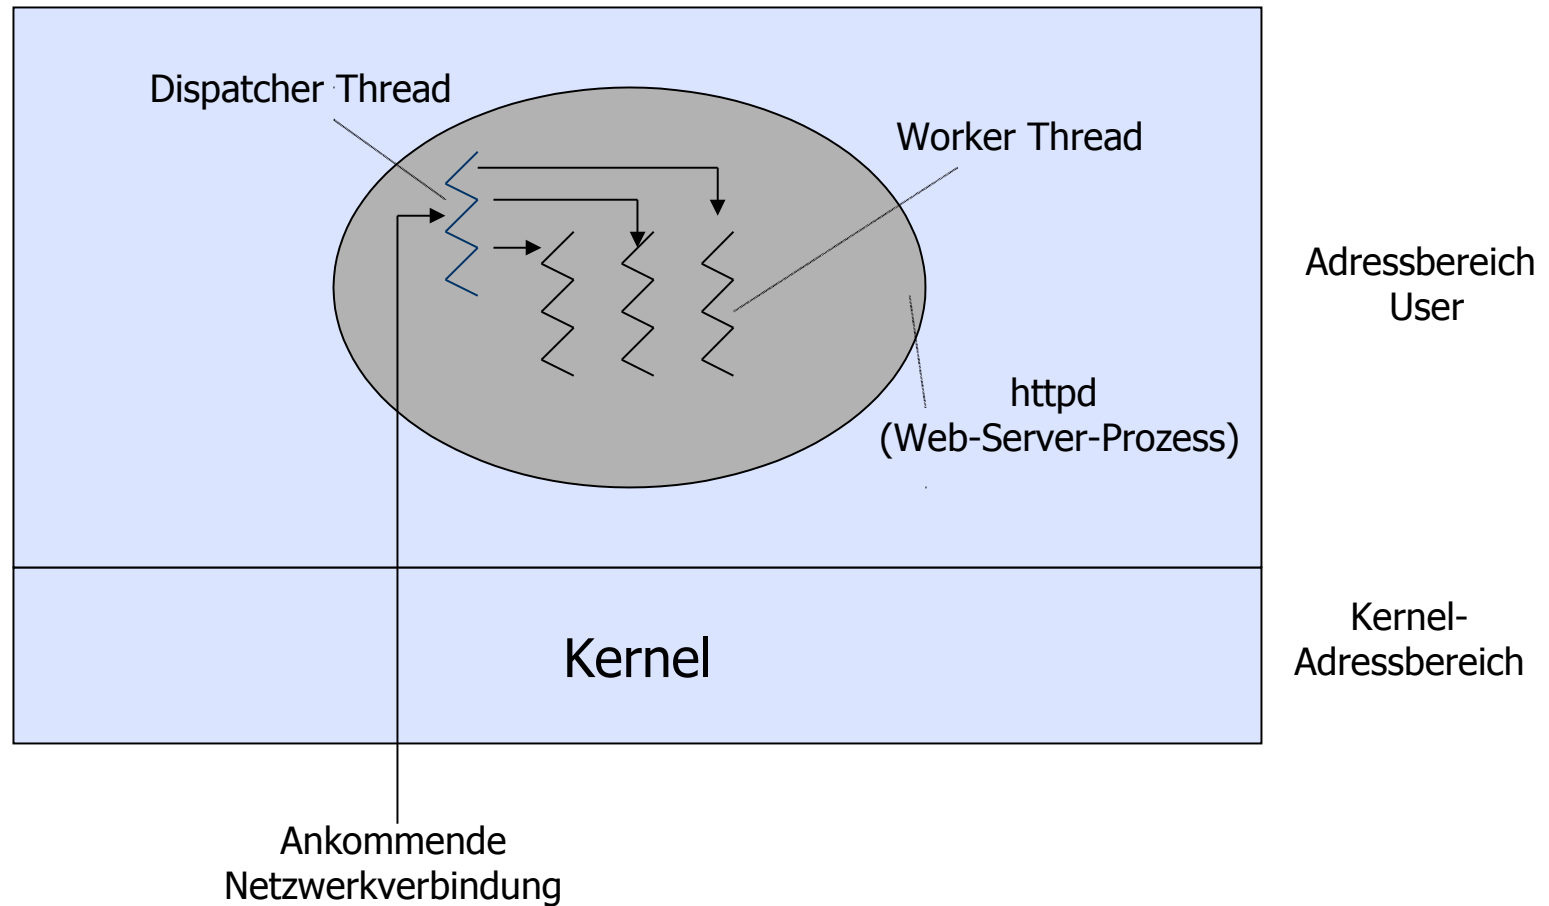 Dispatcher Thread
Worker Thread
Adressbereich
User
httpd
(Web-Server-Prozess)
Kernel
Kernel-
Adressbereich
Ankommende
Netzwerkverbindung